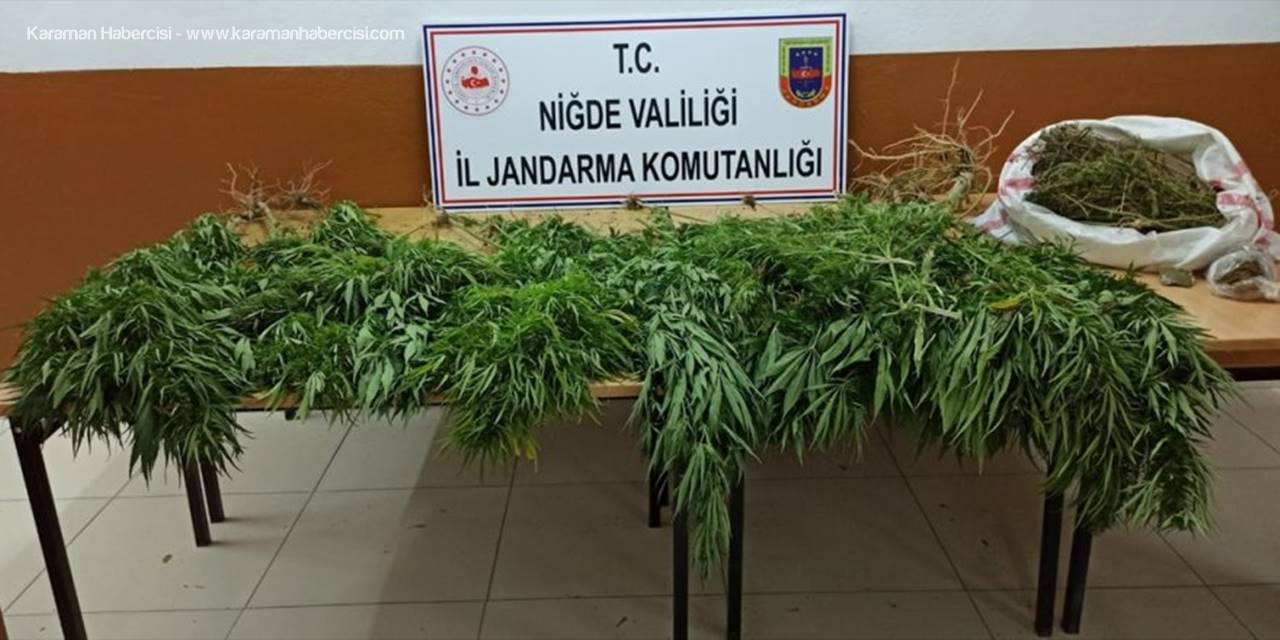 Karaman Habercisi - www.karamanhabercisi.com
T.C.
NİĞDE VALİLİĞİ
İL JANDARMA KOMUTANLIĞI